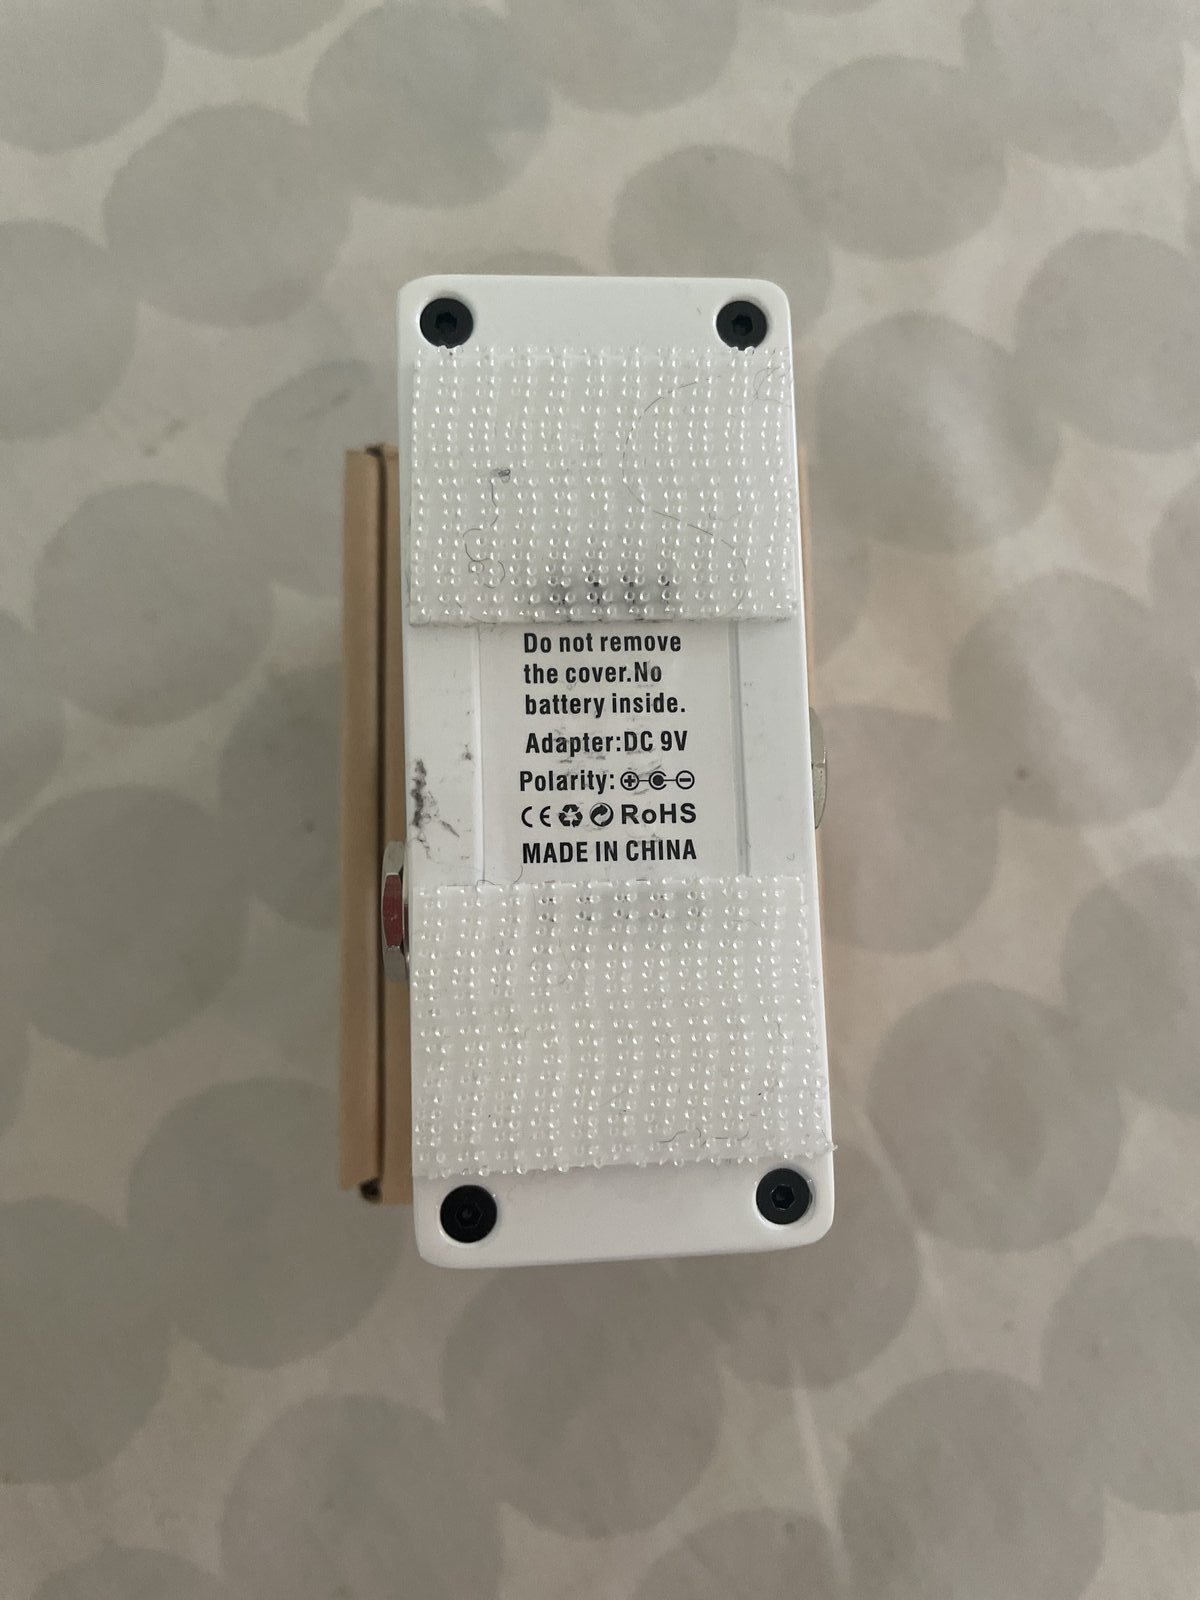 Do not remove
the cover.No
battery inside.
Adapter:DC 9V
Polarity:
CE RoHS
MADE IN CHINA